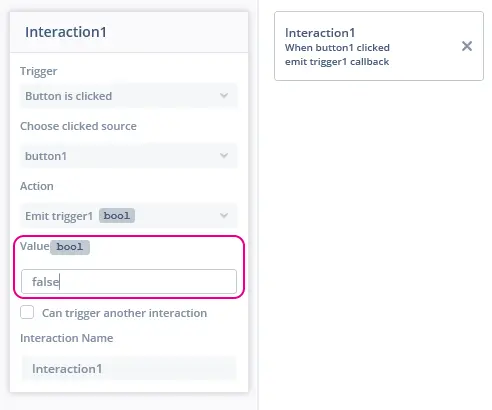 Interaction1
Trigger
Button is clicked
Choose clicked source
button1
Action
Emit trigger1 bool
Value bool
false
Can trigger another interaction
Interaction Name
Interaction1
Interaction1
When button1 clicked
emit trigger1 callback